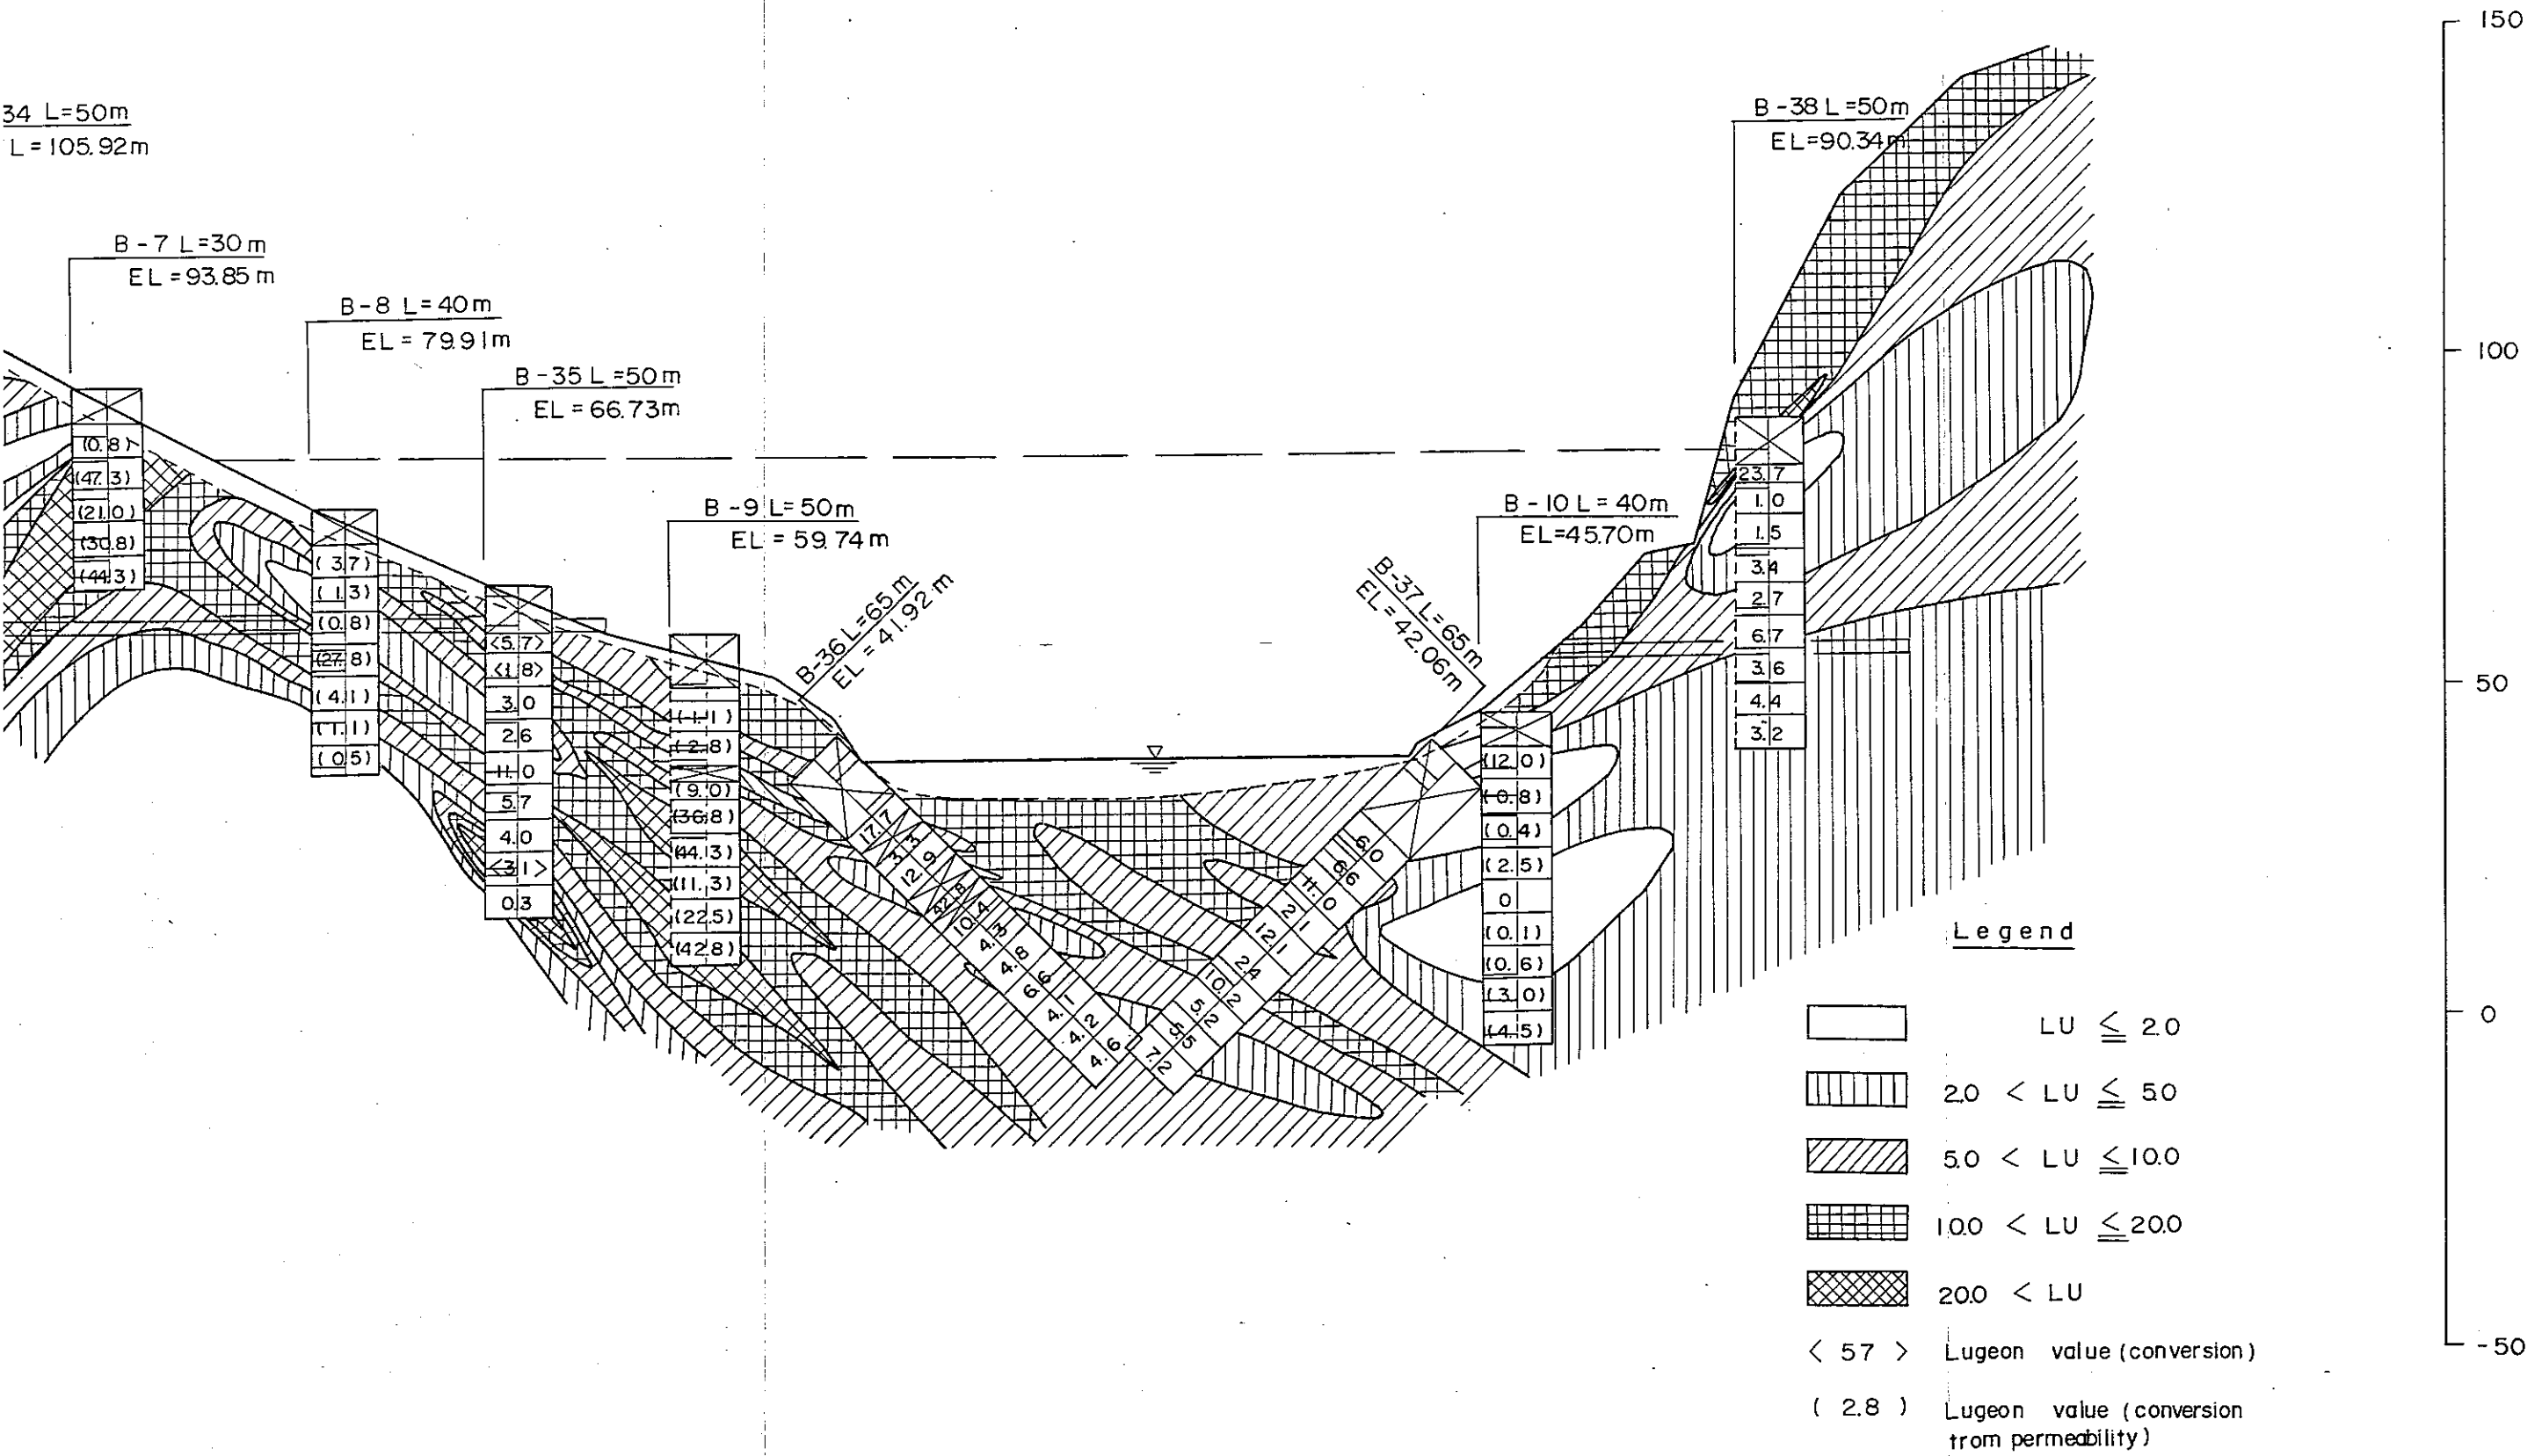 34 L=50m
L=105.92m
B-7 L=30m
EL=93.85m
B-8 L=40m
EL=79.91m
B-35 L=50m
EL=66.73m
B-9 L=50m
EL=59.74m
B-36 L=65m
EL=41.92m
B-37 L=65m
EL=42.06m
B-10 L=40m
EL=45.70m
B-38 L=50m
EL=90.34m
(0.8)
(47.3)
(21.0)
(30.8)
(44.3)
(3.7)
(1.3)
(0.8)
(27.8)
(4.1)
(1.1)
(0.5)
<5.7>
<1.8>
3.0
2.6
11.0
5.7
4.0
<3.1>
0.3
(1.1)
(2.8)
(9.0)
(36.8)
(44.3)
(11.3)
(22.5)
(42.8)
17.7
3.3
12.9
42.8
10.4
4.3
4.8
6.6
4.1
4.2
4.6
6.0
6.6
11.0
2.1
12.1
2.4
10.2
5.2
5.5
7.2
(12.0)
(0.8)
(0.4)
(2.5)
0
(0.1)
(0.6)
(3.0)
(4.5)
23.7
1.0
1.5
3.4
2.7
6.7
3.6
4.4
3.2
150
100
50
0
-50
Legend
LU ≦ 2.0
2.0 < LU ≦ 5.0
5.0 < LU ≦ 10.0
10.0 < LU ≦ 20.0
20.0 < LU
< 57 > Lugeon value (conversion)
( 2.8 ) Lugeon value (conversion
from permeability)